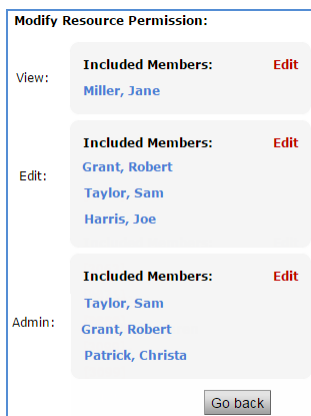 Modify Resource Permission:
View:
Included Members: Edit
Miller, Jane
Edit:
Included Members: Edit
Grant, Robert
Taylor, Sam
Harris, Joe
Admin:
Included Members: Edit
Taylor, Sam
Grant, Robert
Patrick, Christa
Go back